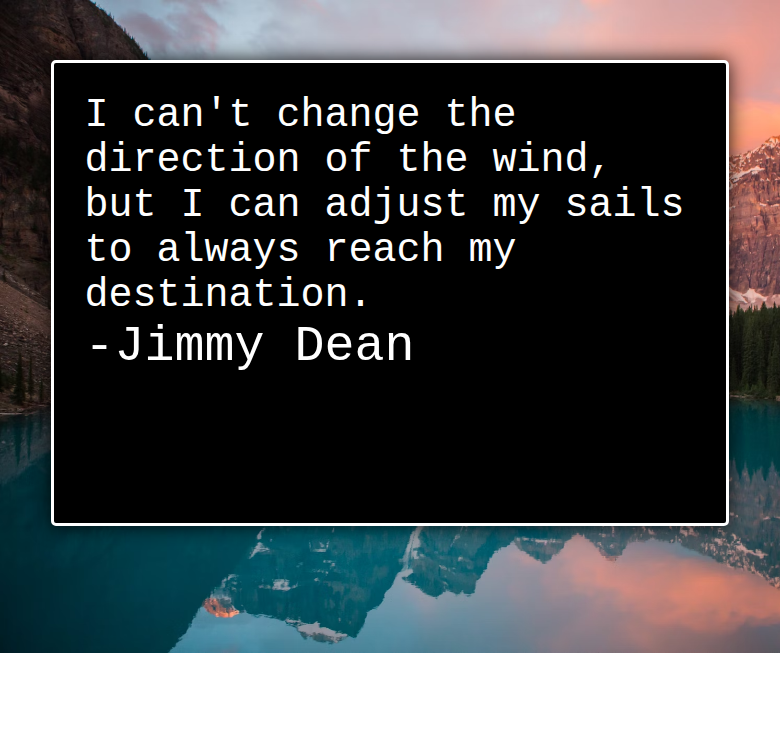 I can't change the
direction of the wind,
but I can adjust my sails
to always reach my
destination.
-Jimmy Dean